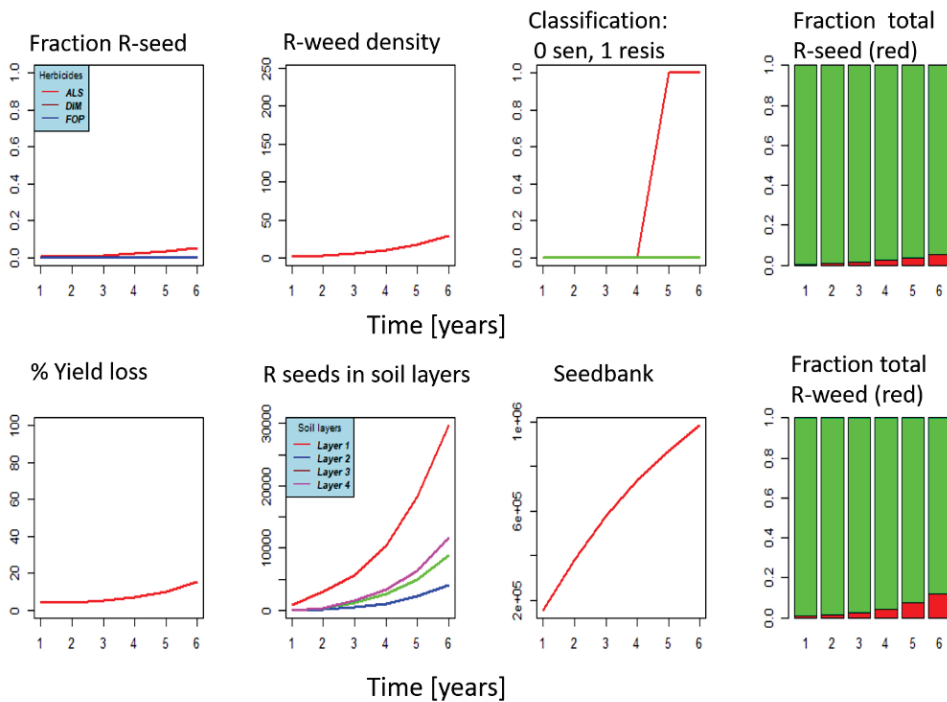 Fraction R-seed
R-weed density
Classification:
0 sen, 1 resis
Fraction total
R-seed (red)
Herbicides
ALS
DIM
FOP
0.0 0.2 0.4 0.6 0.8 1.0
1 2 3 4 5 6
0 50 100 150 200 250
1 2 3 4 5 6
0.0 0.2 0.4 0.6 0.8 1.0
1 2 3 4 5 6
0.0 0.2 0.4 0.6 0.8 1.0
1 2 3 4 5 6
Time [years]
% Yield loss
R seeds in soil layers
Seedbank
Fraction total
R-weed (red)
0 20 40 60 80 100
1 2 3 4 5 6
Soil layers
Layer 1
Layer 2
Layer 3
Layer 4
0 10000 20000 30000
1 2 3 4 5 6
2e+05 6e+05 1e+06
1 2 3 4 5 6
0.0 0.2 0.4 0.6 0.8 1.0
1 2 3 4 5 6
Time [years]